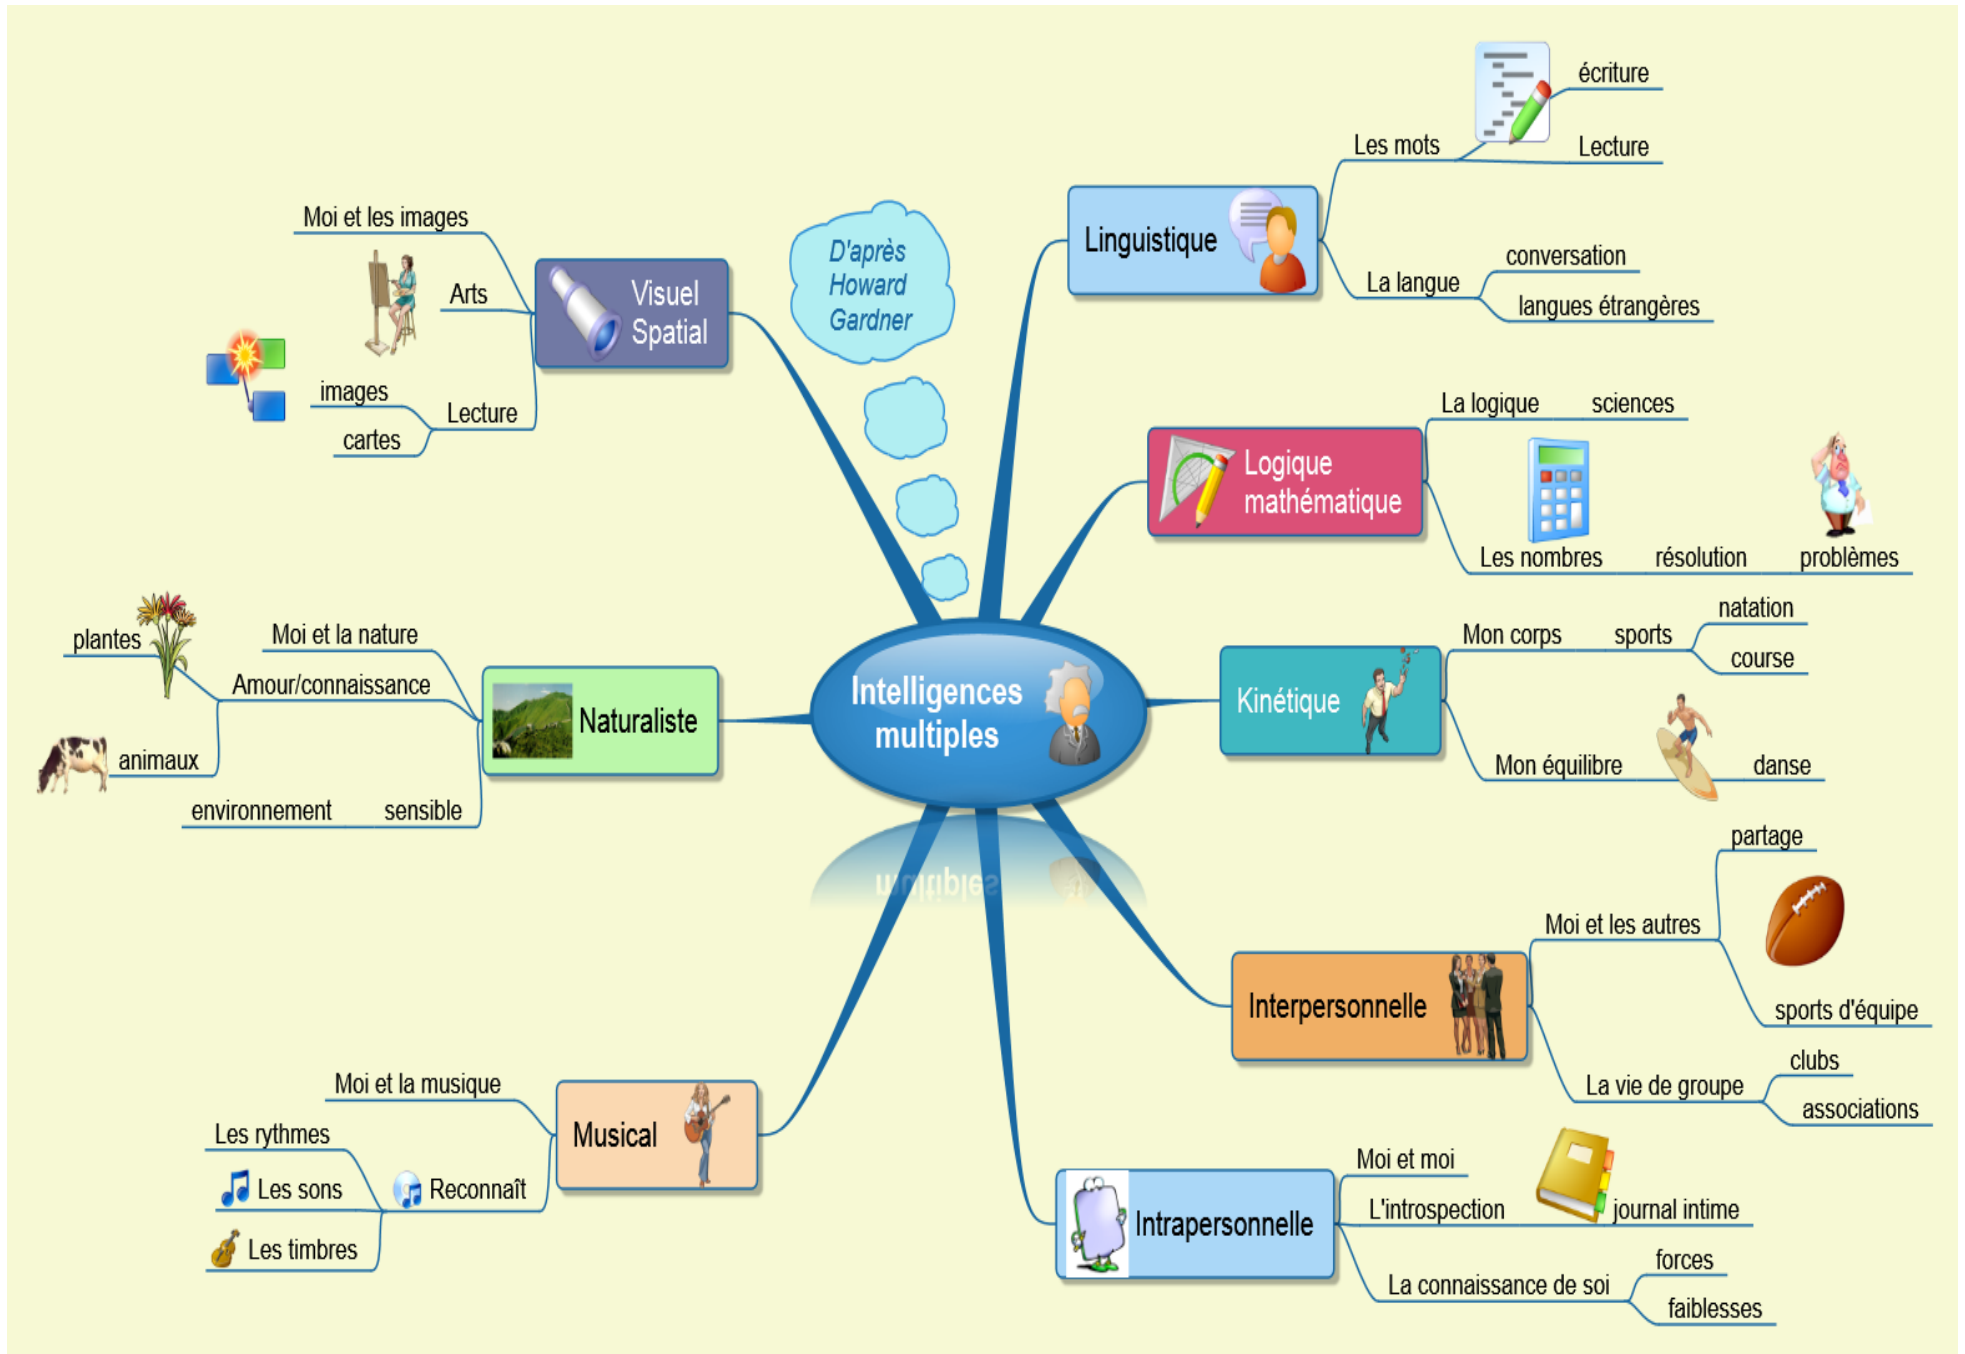 Intelligences
multiples
D'après
Howard
Gardner
Linguistique
Les mots
écriture
Lecture
La langue
conversation
langues étrangères
Logique
mathématique
La logique
sciences
Les nombres
résolution
problèmes
Kinétique
Mon corps
sports
natation
course
Mon équilibre
danse
Interpersonnelle
Moi et les autres
partage
sports d'équipe
La vie de groupe
clubs
associations
Intrapersonnelle
Moi et moi
L'introspection
journal intime
La connaissance de soi
forces
faiblesses
Musical
Moi et la musique
Reconnaît
Les rythmes
Les sons
Les timbres
Naturaliste
Moi et la nature
Amour/connaissance
plantes
animaux
sensible
environnement
Visuel
Spatial
Moi et les images
Arts
Lecture
images
cartes
multiples